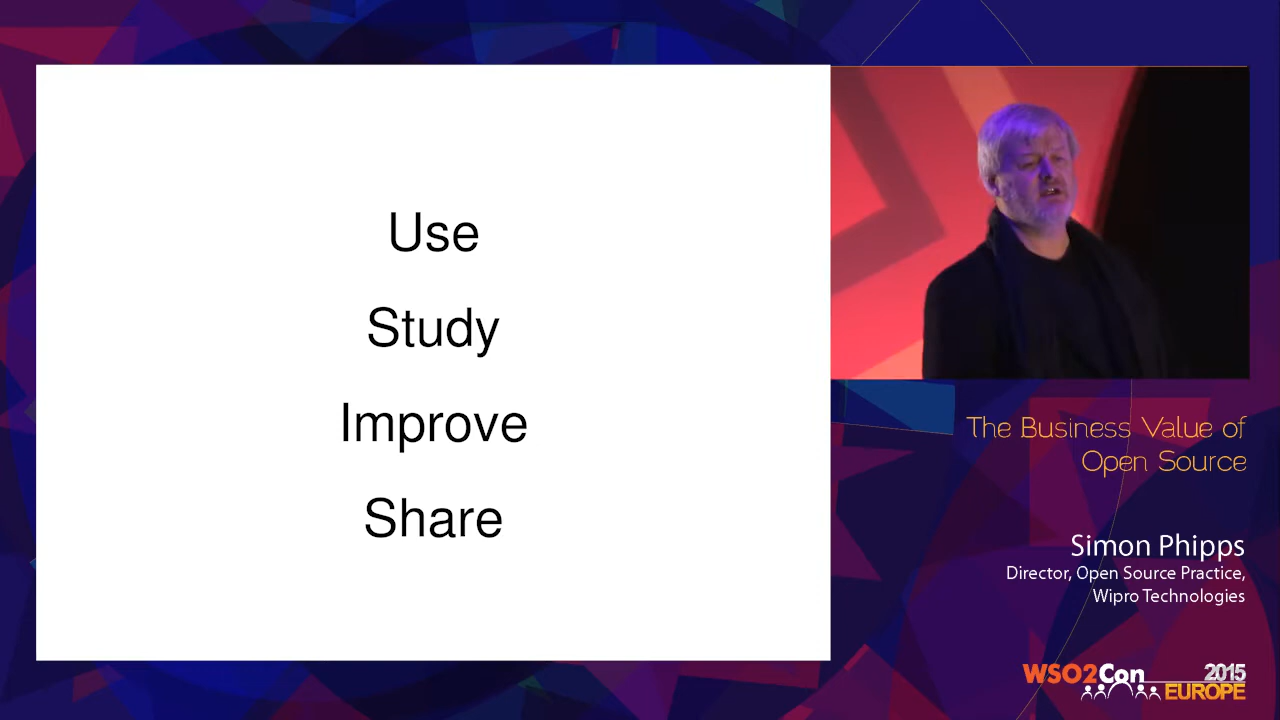 Use
Study
Improve
Share
The Business Value of
Open Source
Simon Phipps
Director, Open Source Practice,
Wipro Technologies
WSO2Con 2015
EUROPE